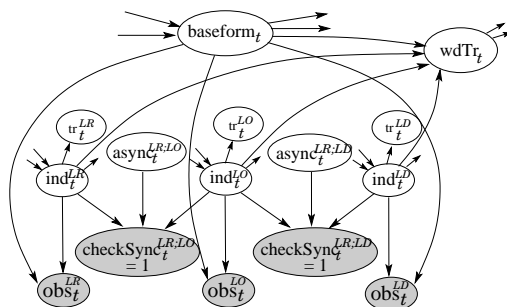 baseform_t
wdTr_t
tr_t^LR
tr_t^LO
tr_t^LD
async_t^LR;LO
async_t^LR;LD
ind_t^LR
ind_t^LO
ind_t^LD
checkSync_t^LR;LO
= 1
checkSync_t^LR;LD
= 1
obs_t^LR
obs_t^LO
obs_t^LD